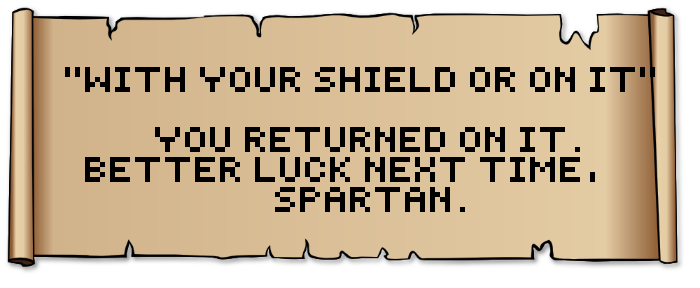 "WITH YOUR SHIELD OR ON IT"
YOU RETURNED ON IT.
BETTER LUCK NEXT TIME,
SPARTAN.